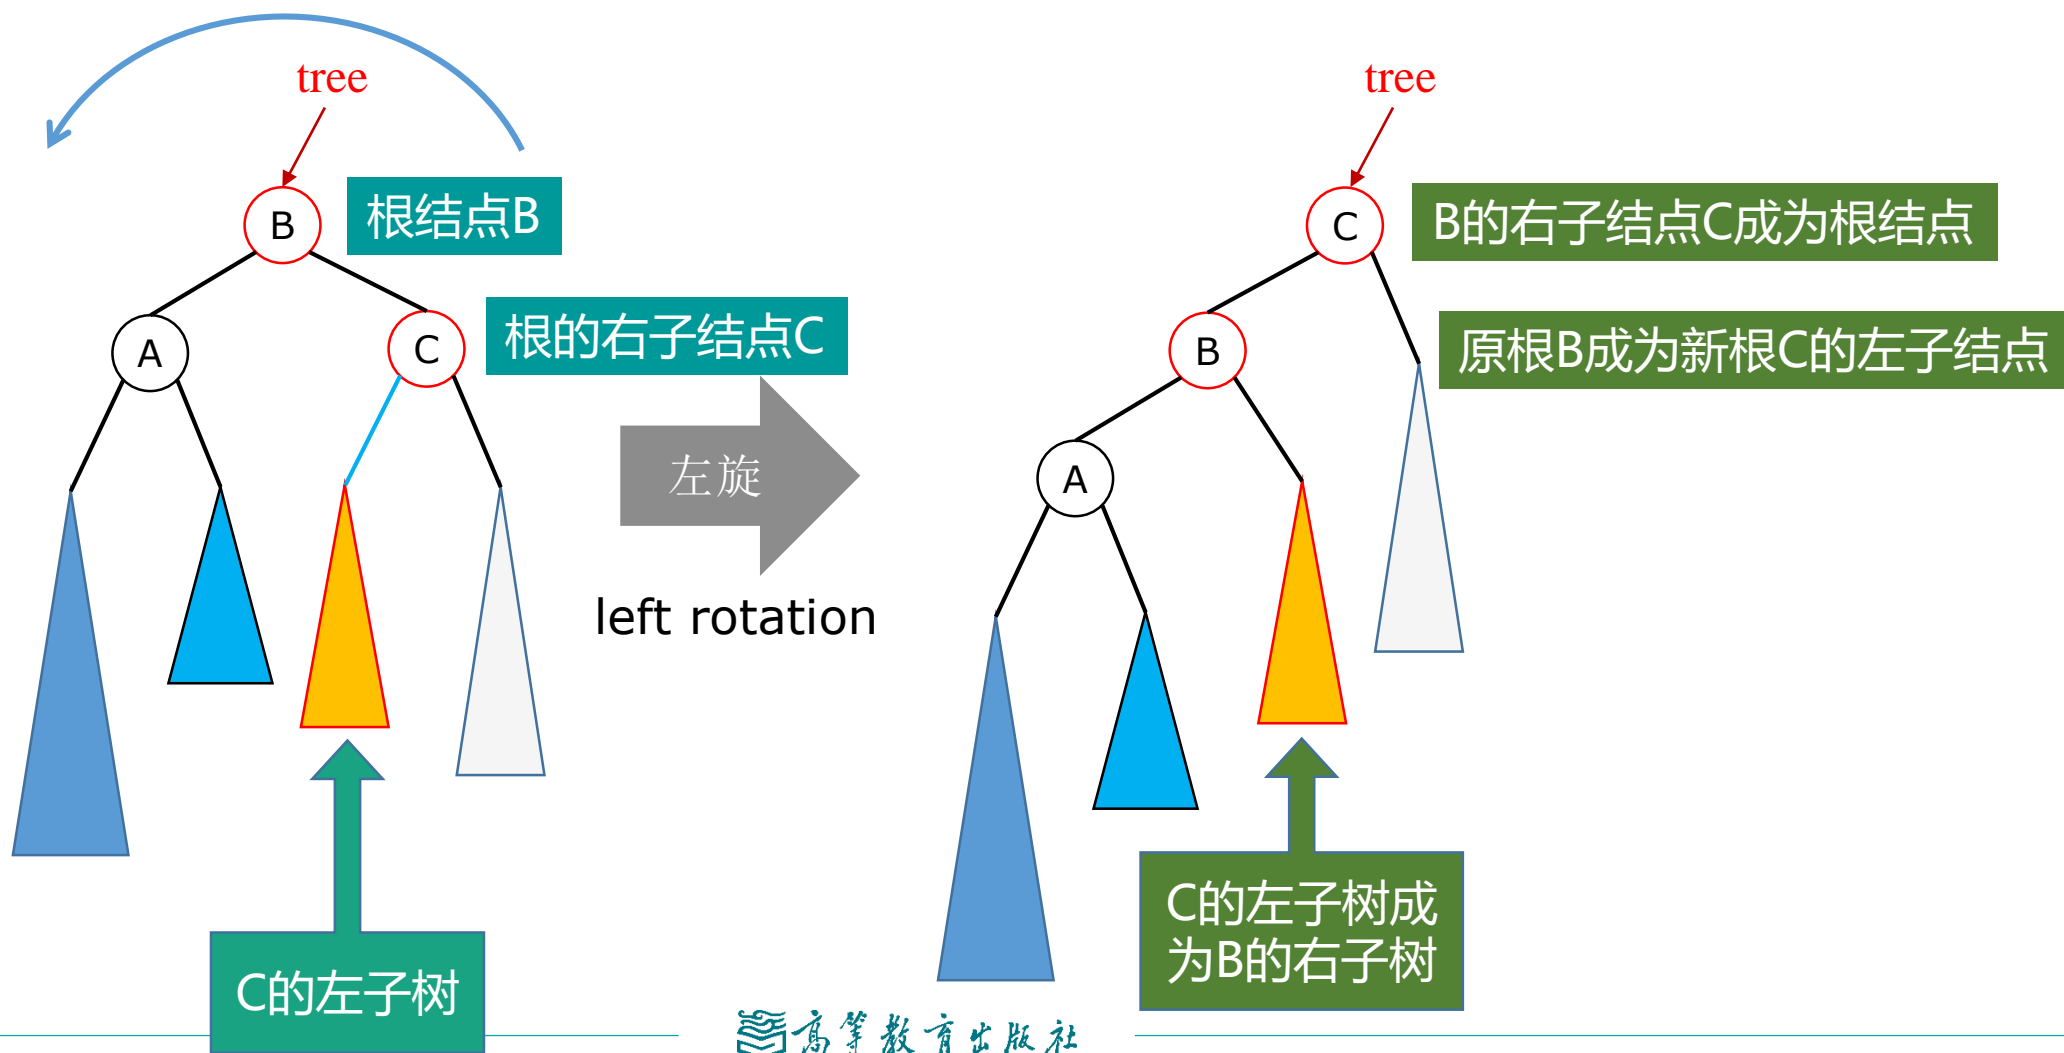 tree
tree
B
根结点B
C
B的右子结点C成为根结点
A
C
根的右子结点C
B
原根B成为新根C的左子结点
左旋
A
left rotation
C的左子树
C的左子树成
为B的右子树
高等教育出版社